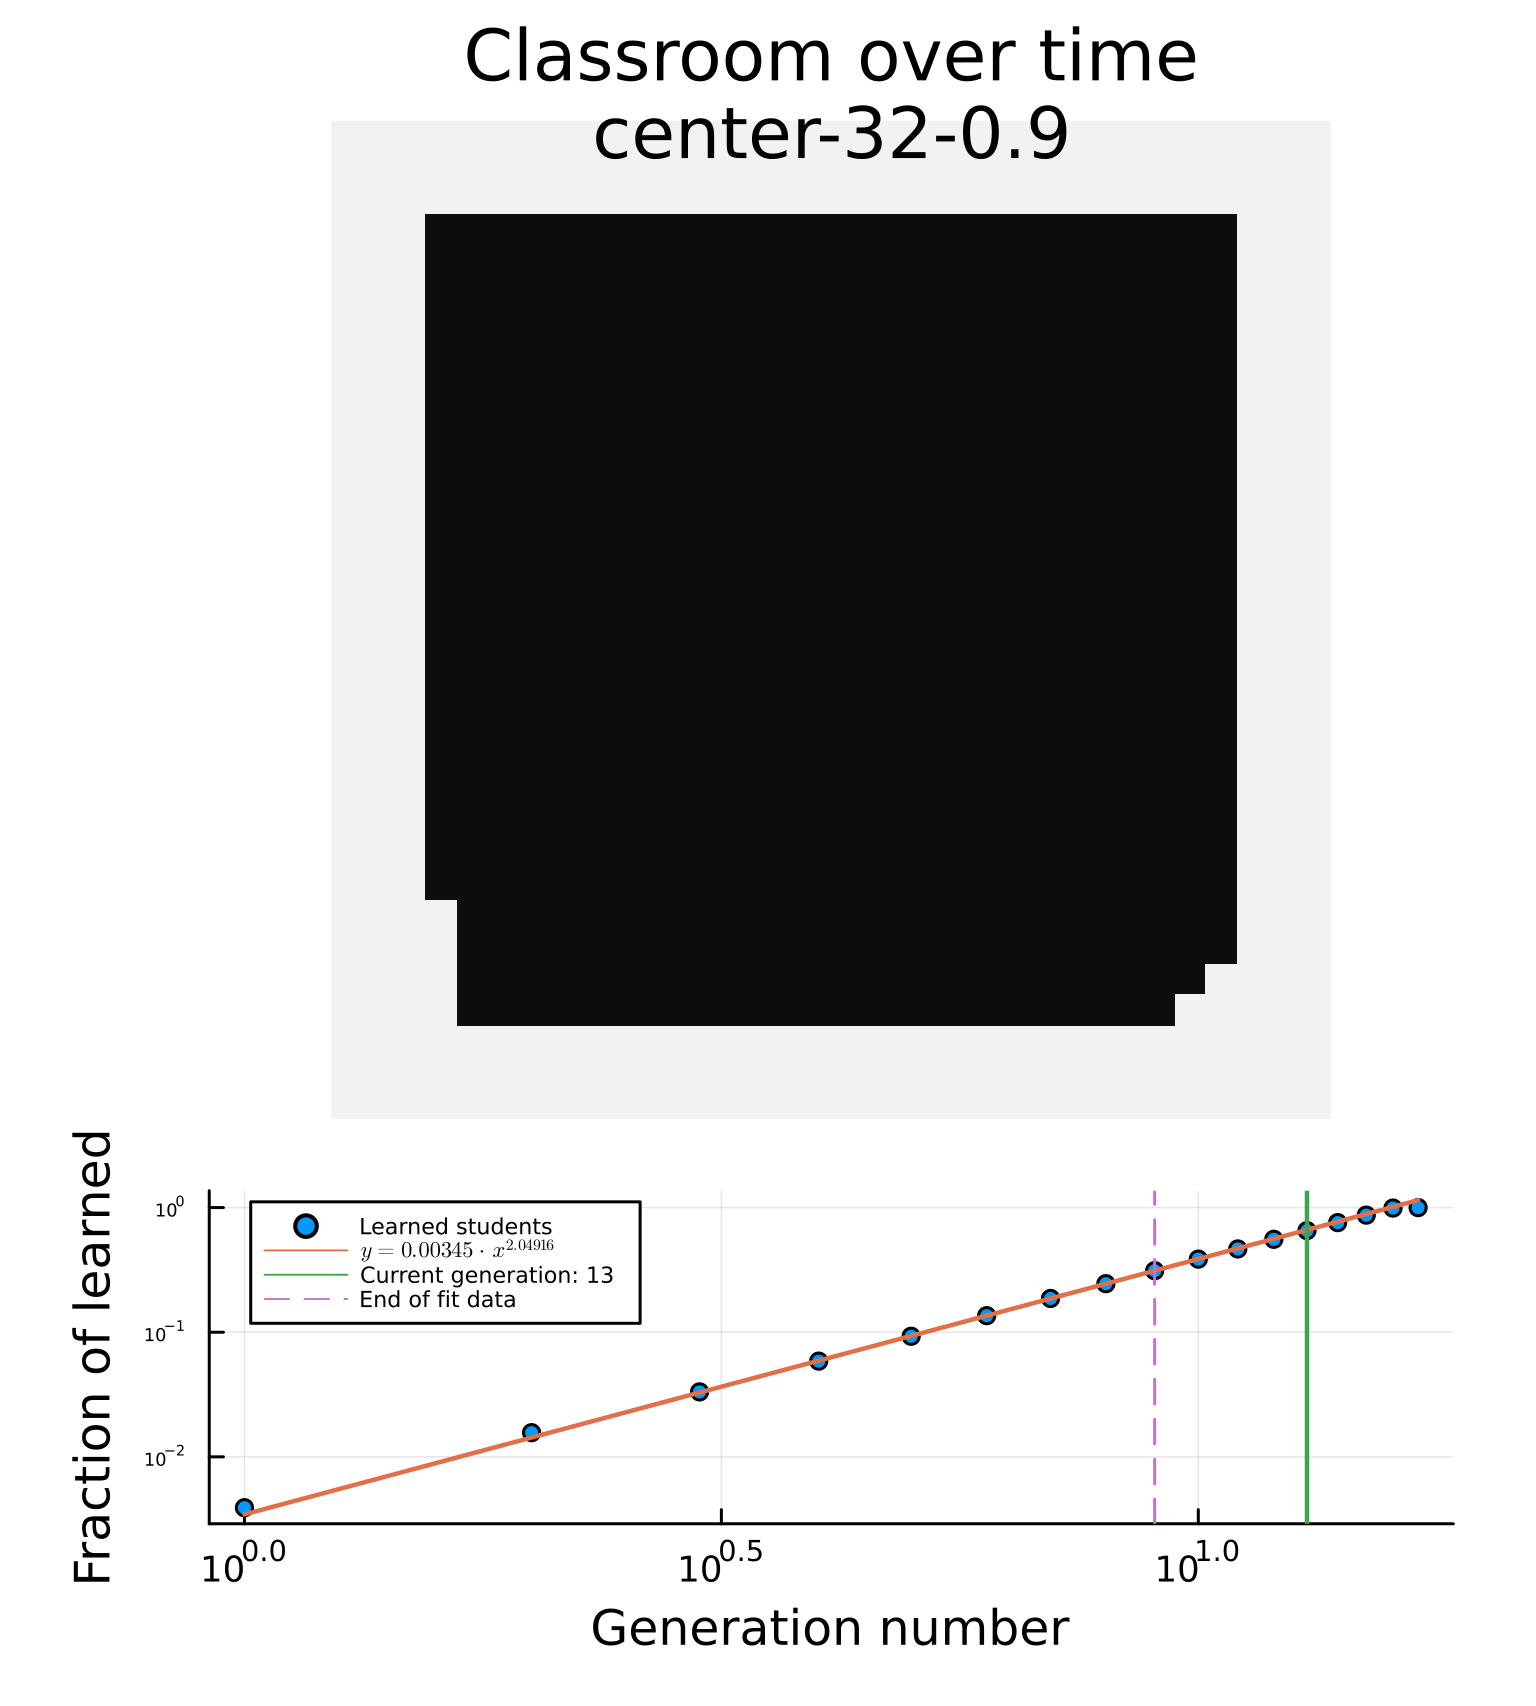 Classroom over time
center-32-0.9
Fraction of learned
10^0
10^−1
10^−2
Learned students
y = 0.00345 · x^2.04916
Current generation: 13
End of fit data
10^0.0
10^0.5
10^1.0
Generation number